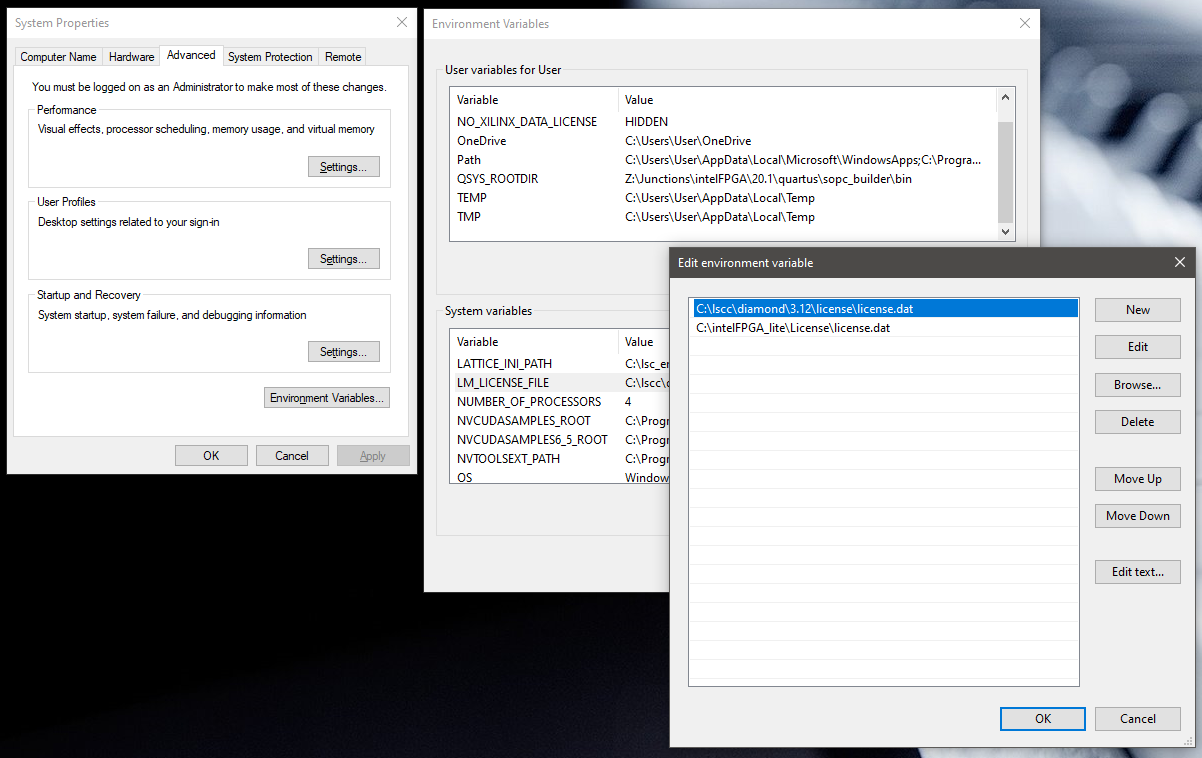 System Properties
Computer Name Hardware Advanced System Protection Remote
You must be logged on as an Administrator to make most of these changes.
Performance
Visual effects, processor scheduling, memory usage, and virtual memory
Settings...
User Profiles
Desktop settings related to your sign-in
Settings...
Startup and Recovery
System startup, system failure, and debugging information
Settings...
Environment Variables...
OK Cancel Apply
Environment Variables
User variables for User
Variable Value
NO_XILINX_DATA_LICENSE HIDDEN
OneDrive C:\Users\User\OneDrive
Path C:\Users\User\AppData\Local\Microsoft\WindowsApps;C:\Progra...
QSYS_ROOTDIR Z:\Junctions\intelFPGA\20.1\quartus\sopc_builder\bin
TEMP C:\Users\User\AppData\Local\Temp
TMP C:\Users\User\AppData\Local\Temp
System variables
Variable Value
LATTICE_INI_PATH C:\lsc_e
LM_LICENSE_FILE C:\lscc\
NUMBER_OF_PROCESSORS 4
NVCUDASAMPLES_ROOT C:\Progr
NVCUDASAMPLES6_5_ROOT C:\Progr
NVTOOLSEXT_PATH C:\Progr
OS Window
Edit environment variable
C:\lscc\diamond\3.12\license\license.dat
C:\intelFPGA_lite\License\license.dat
New
Edit
Browse...
Delete
Move Up
Move Down
Edit text...
OK Cancel